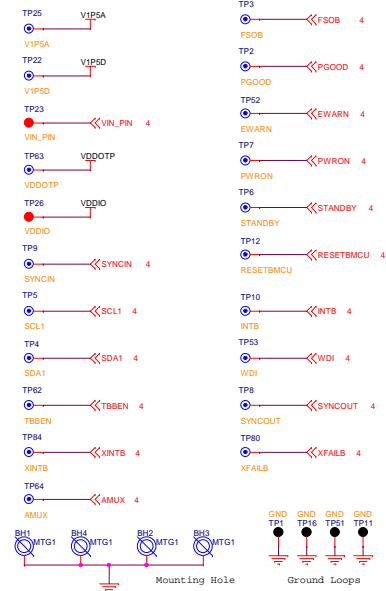 TP25
V1P5A
V1P5A
TP22
V1P5D
V1P5D
TP23
VIN_PIN 4
VIN_PIN
TP63
VDDOTP
VDDOTP
TP26
VDDIO
VDDIO
TP9
SYNCIN 4
SYNCIN
TP5
SCL1 4
SCL1
TP4
SDA1 4
SDA1
TP62
TBBEN 4
TBBEN
TP84
XINTB 4
XINTB
TP64
AMUX 4
AMUX
TP3
FSOB 4
FSOB
TP2
PGOOD 4
PGOOD
TP52
EWARN 4
EWARN
TP7
PWRON 4
PWRON
TP6
STANDBY 4
STANDBY
TP12
RESETBMCU 4
RESETBMCU
TP10
INTB 4
INTB
TP53
WDI 4
WDI
TP8
SYNCOUT 4
SYNCOUT
TP80
XFAILB 4
XFAILB
BH1 BH4 BH2 BH3
MTG1 MTG1 MTG1 MTG1
Mounting Hole
GND GND GND GND
TP1 TP16 TP51 TP11
Ground Loops